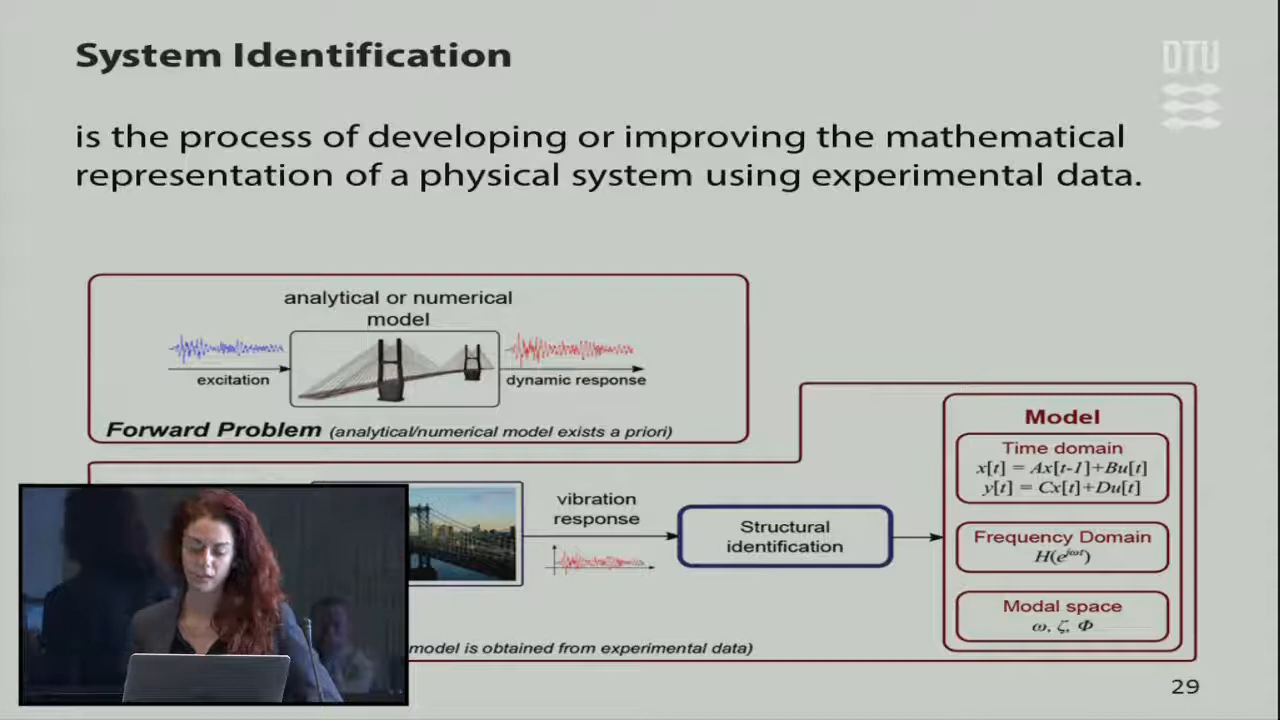 System Identification
DTU
is the process of developing or improving the mathematical
representation of a physical system using experimental data.
analytical or numerical
model
excitation
dynamic response
Forward Problem (analytical/numerical model exists a priori)
Model
Time domain
x[t] = Ax[t-1]+Bu[t]
y[t] = Cx[t]+Du[t]
vibration
response
Structural
identification
Frequency Domain
H(e^{jωt})
Modal space
ω, ζ, Φ
model is obtained from experimental data)
29